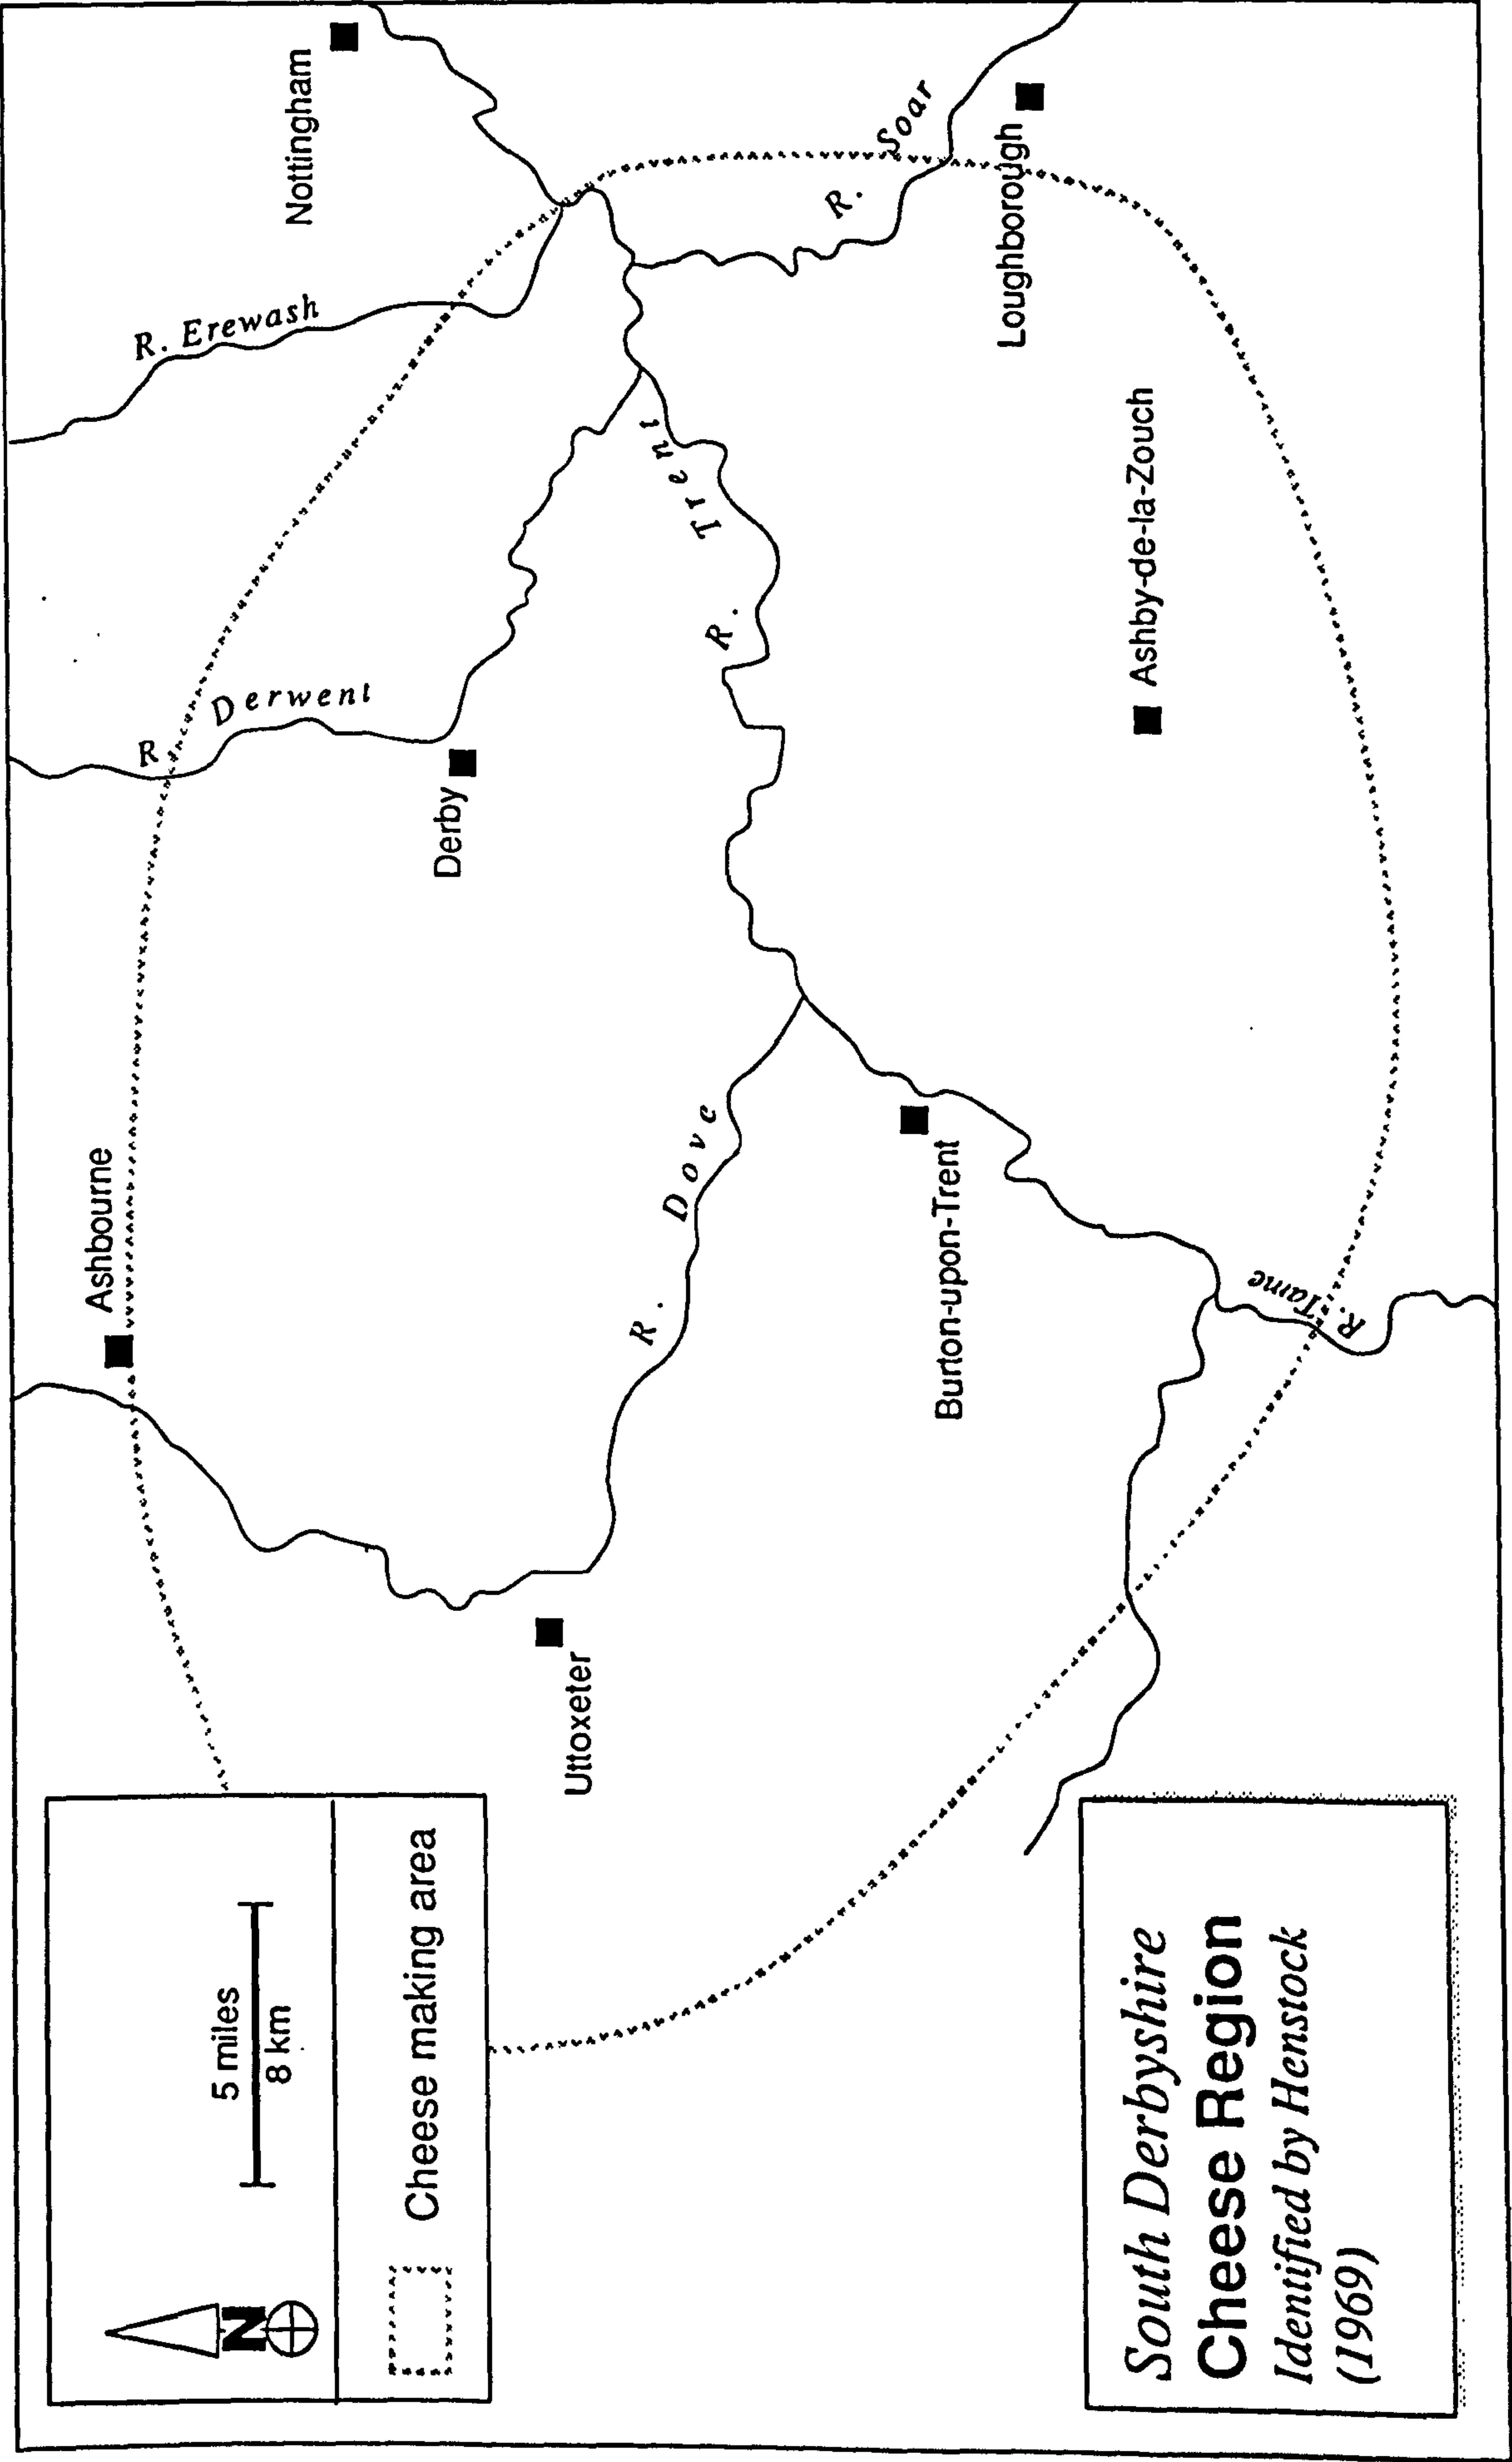 N
5 miles
8 km
Cheese making area
Ashbourne
R. Derwent
R. Erewash
Nottingham
Derby
Uttoxeter
R. Dove
R. Trent
R. Soar
Burton-upon-Trent
Loughborough
Ashby-de-la-Zouch
R. Tame
South Derbyshire
Cheese Region
Identified by Henstock
(1969)